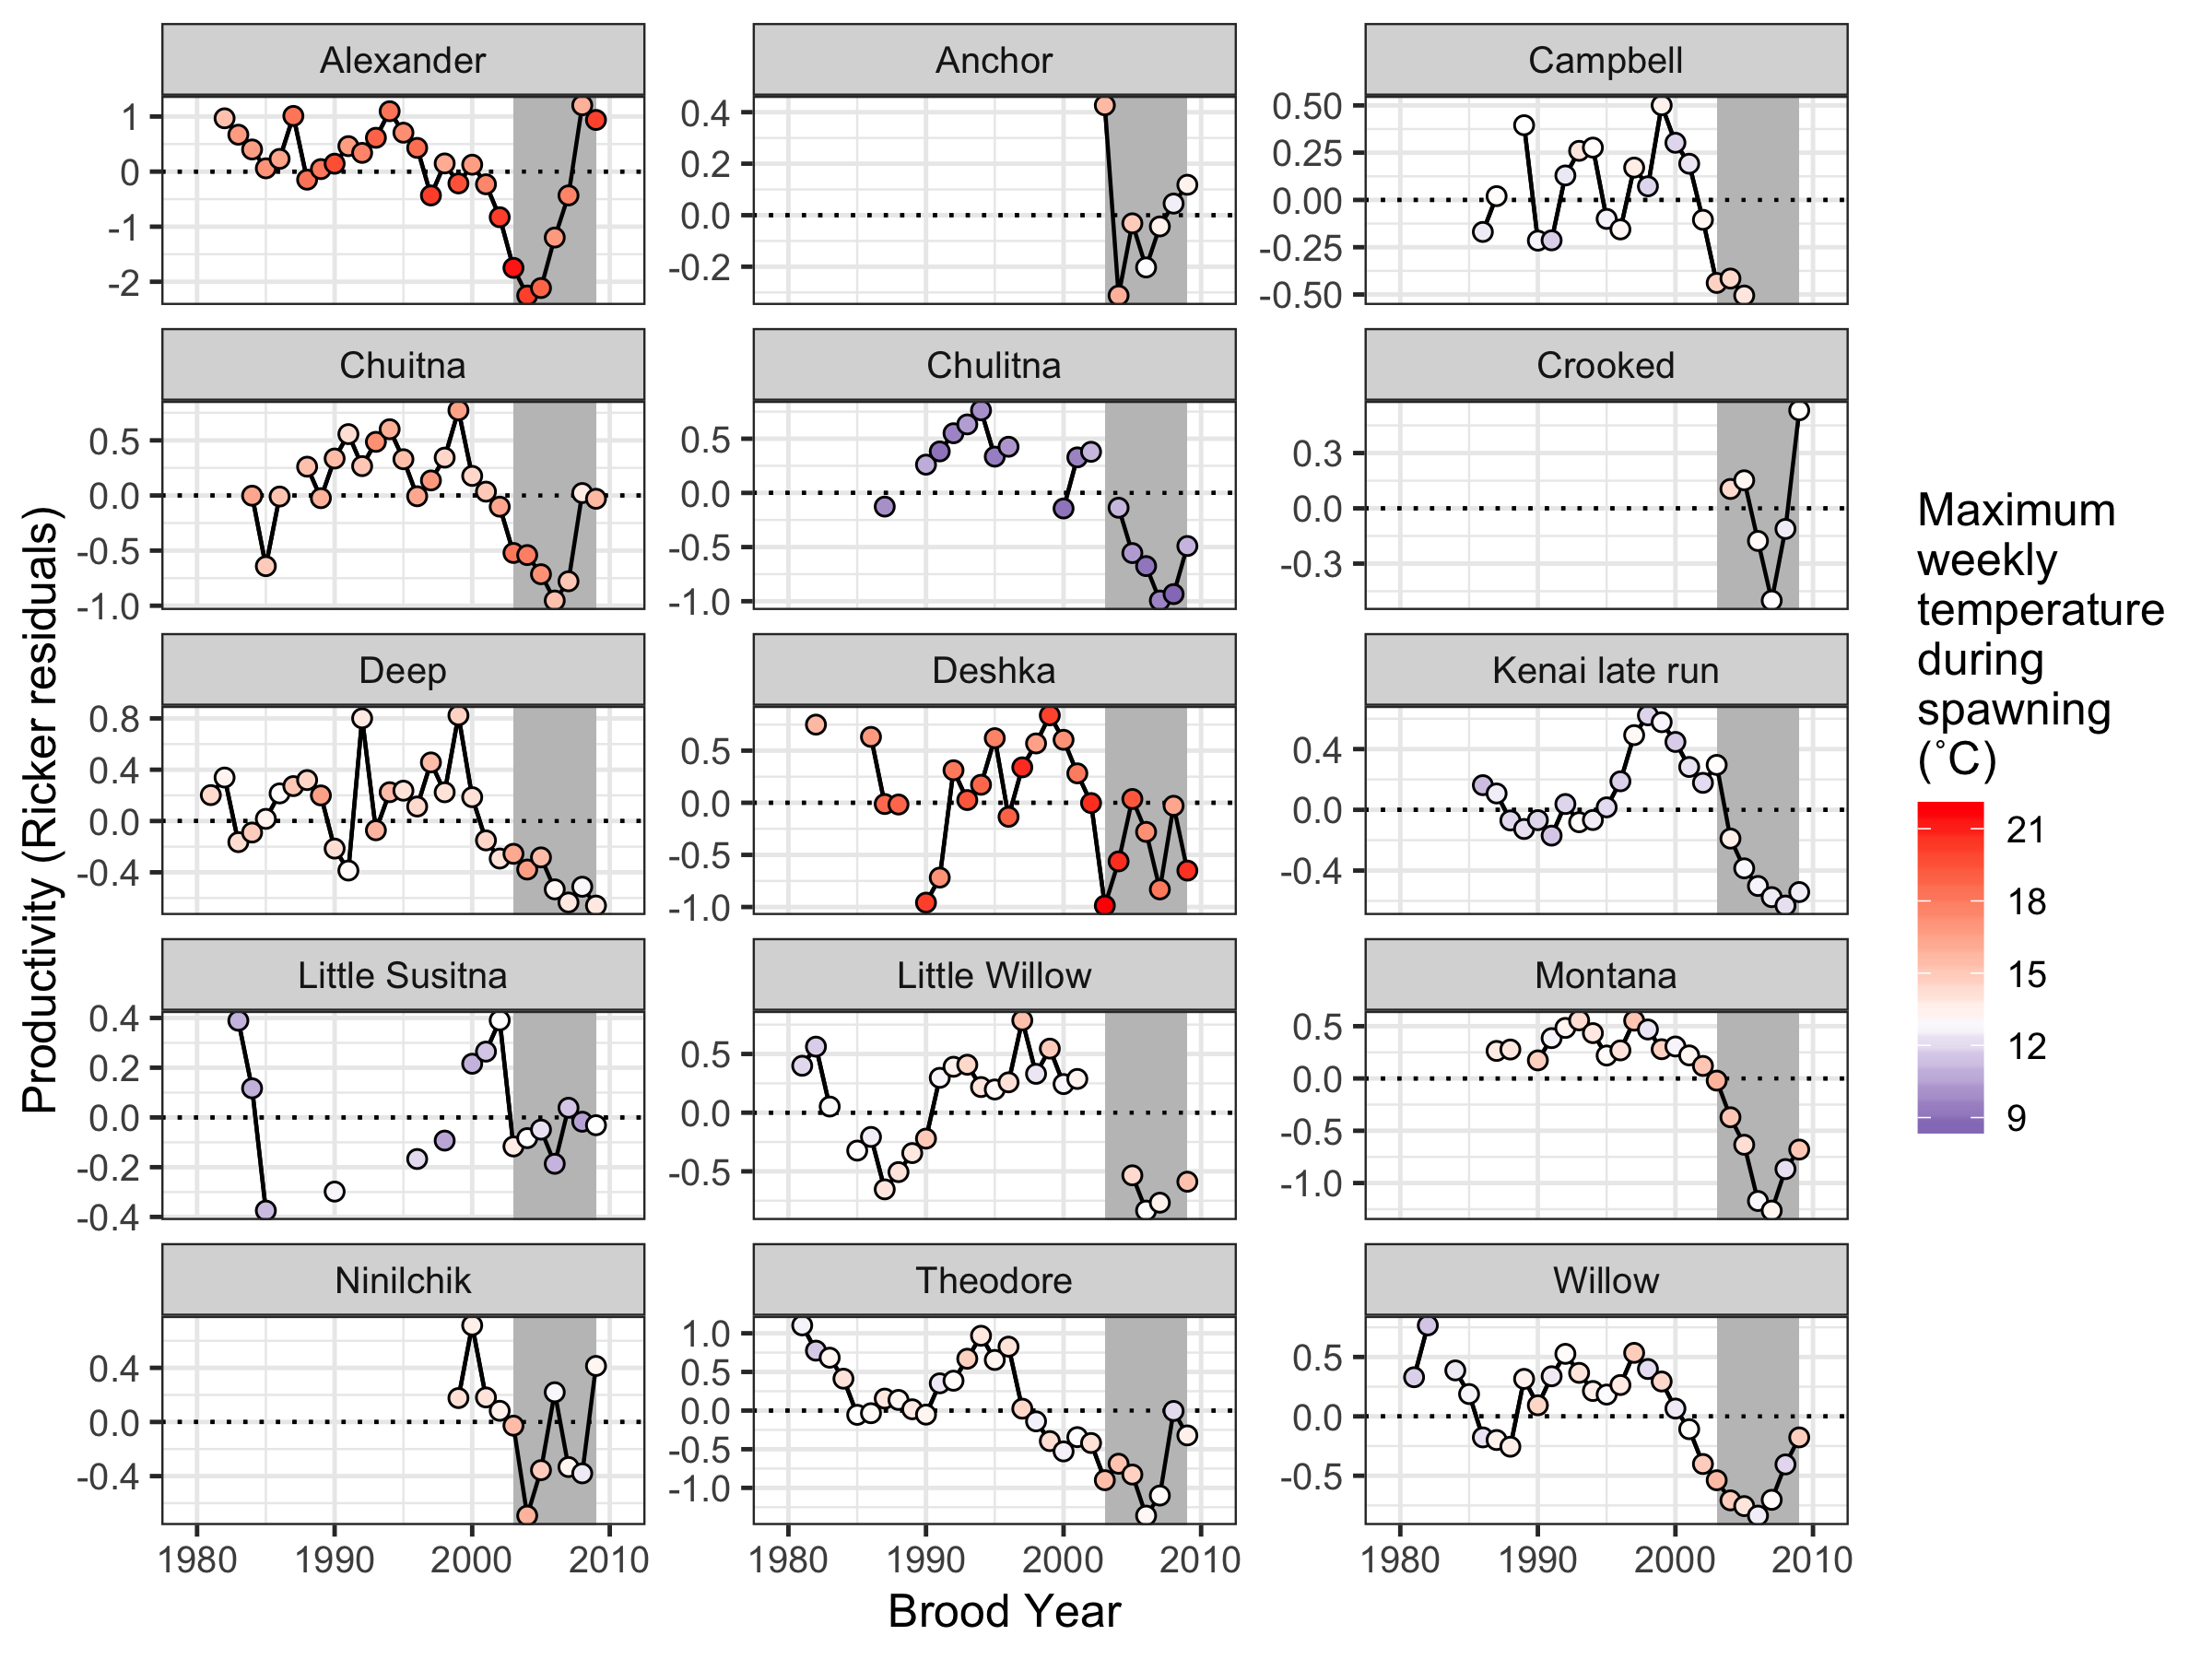 Alexander
Anchor
Campbell
1
0
-1
-2
0.4
0.2
0.0
-0.2
0.50
0.25
0.00
-0.25
-0.50
Chuitna
Chulitna
Crooked
0.5
0.0
-0.5
-1.0
0.5
0.0
-0.5
-1.0
0.3
0.0
-0.3
Deep
Deshka
Kenai late run
0.8
0.4
0.0
-0.4
0.5
0.0
-0.5
-1.0
0.4
0.0
-0.4
Little Susitna
Little Willow
Montana
0.4
0.2
0.0
-0.2
-0.4
0.5
0.0
-0.5
0.5
0.0
-0.5
-1.0
Ninilchik
Theodore
Willow
0.4
0.0
-0.4
1.0
0.5
0.0
-0.5
-1.0
0.5
0.0
-0.5
1980 1990 2000 2010
1980 1990 2000 2010
1980 1990 2000 2010
Brood Year
Productivity (Ricker residuals)
Maximum
weekly
temperature
during
spawning
(˚C)
21
18
15
12
9